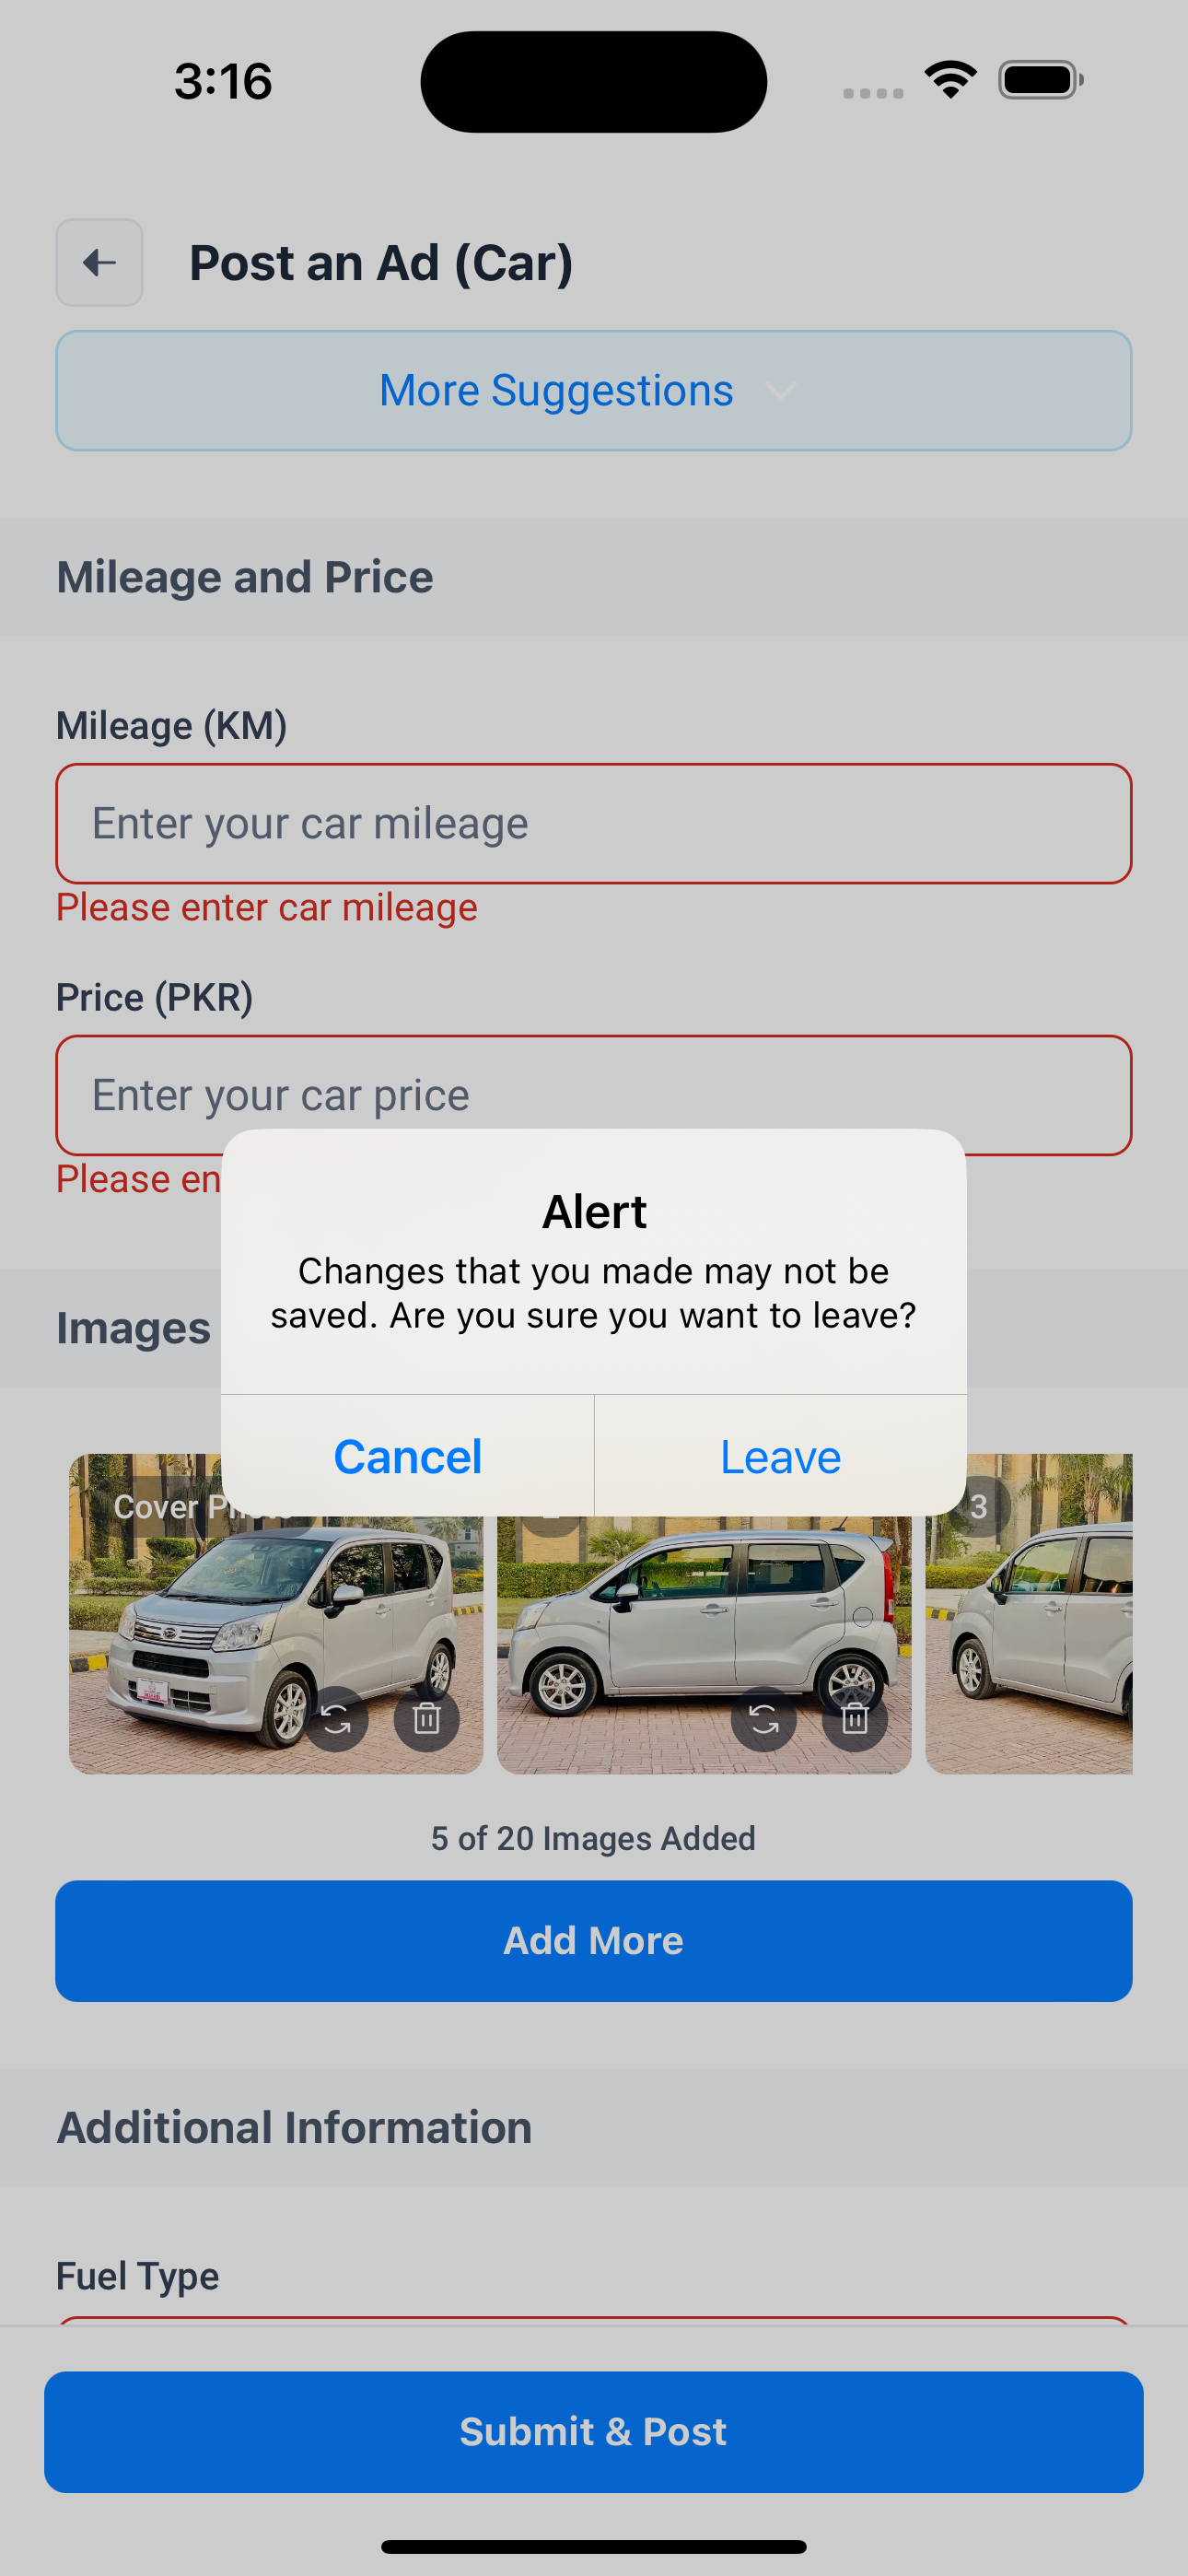 3:16
Post an Ad (Car)
More Suggestions
Mileage and Price
Mileage (KM)
Enter your car mileage
Please enter car mileage
Price (PKR)
Enter your car price
Please
Alert
Changes that you made may not be
saved. Are you sure you want to leave?
Cancel
Leave
Images
Cover
3
5 of 20 Images Added
Add More
Additional Information
Fuel Type
Submit & Post